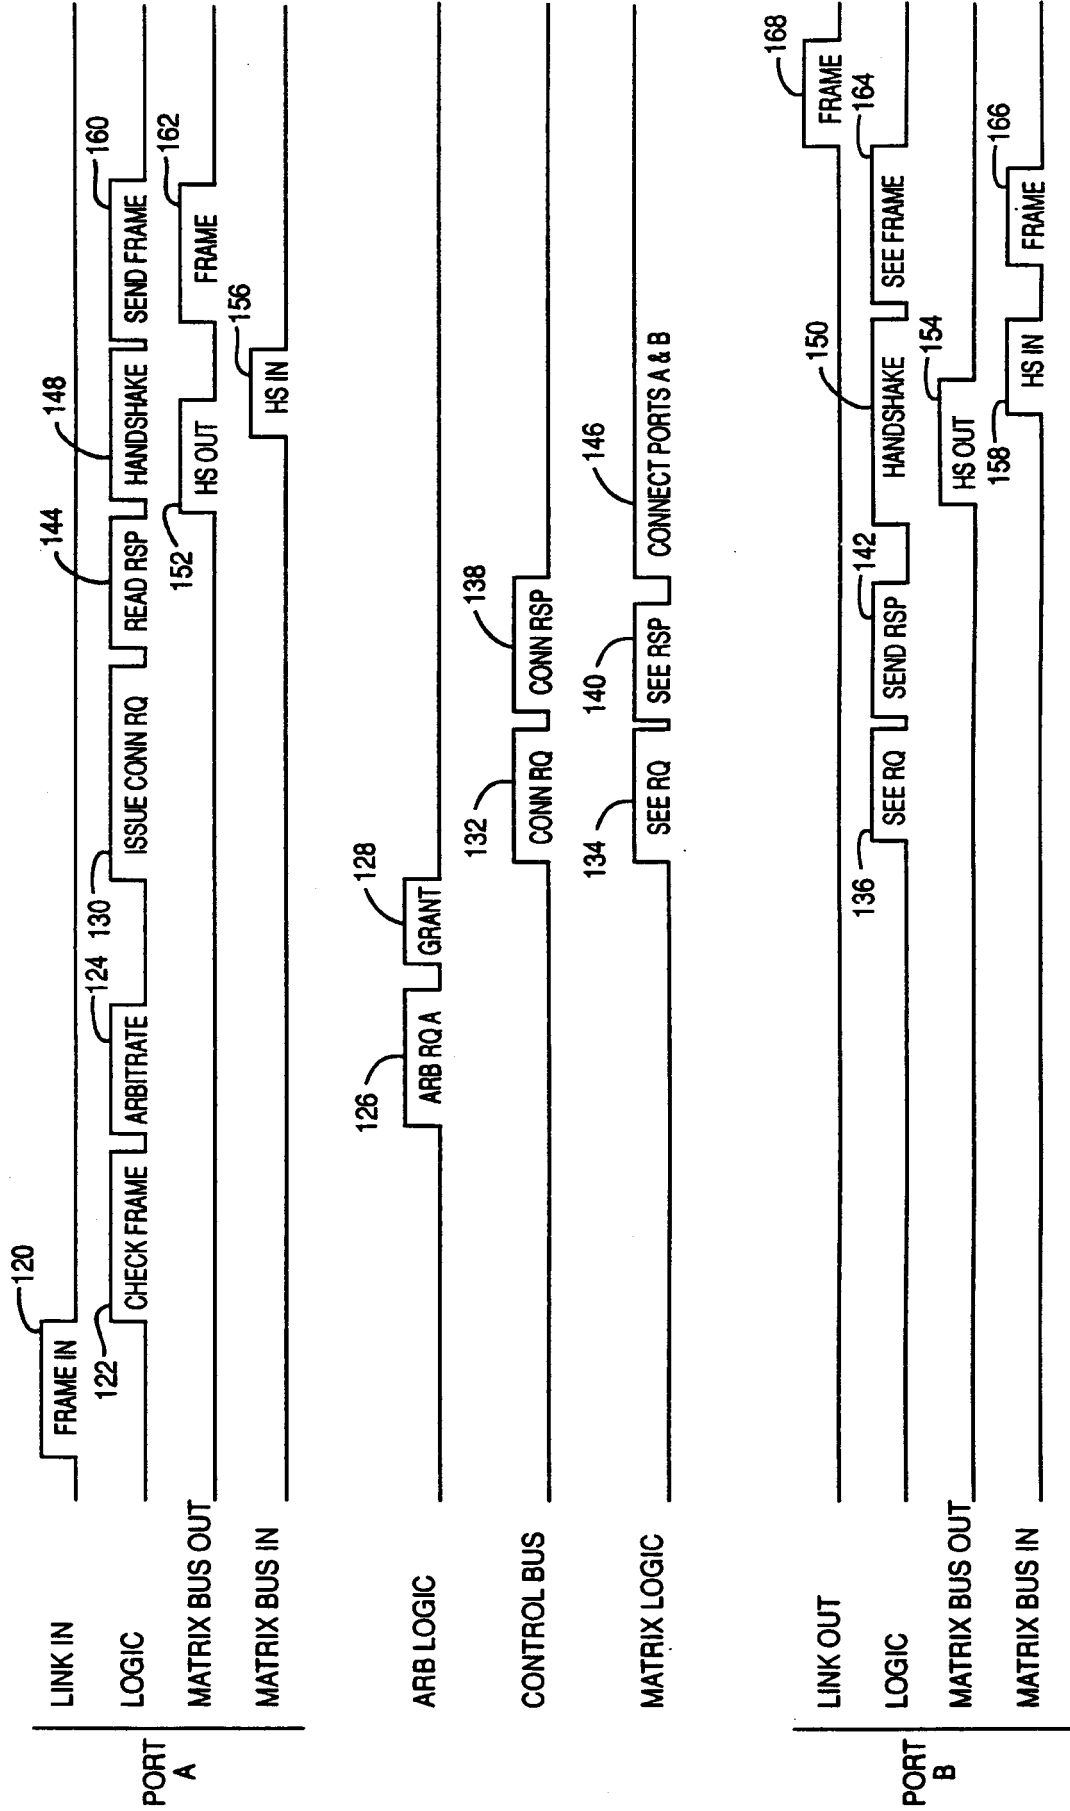 PORT A
LINK IN
120
FRAME IN
LOGIC
122
CHECK FRAME
124
ARBITRATE
130
ISSUE CONN RQ
144
READ RSP
148
HANDSHAKE
160
SEND FRAME
MATRIX BUS OUT
152
HS OUT
162
FRAME
MATRIX BUS IN
156
HS IN
ARB LOGIC
126
ARB RQ A
128
GRANT
CONTROL BUS
132
CONN RQ
138
CONN RSP
MATRIX LOGIC
134
SEE RQ
140
SEE RSP
146
CONNECT PORTS A & B
PORT B
LINK OUT
168
FRAME
LOGIC
136
SEE RQ
142
SEND RSP
150
HANDSHAKE
164
SEE FRAME
MATRIX BUS OUT
154
HS OUT
MATRIX BUS IN
158
HS IN
166
FRAME